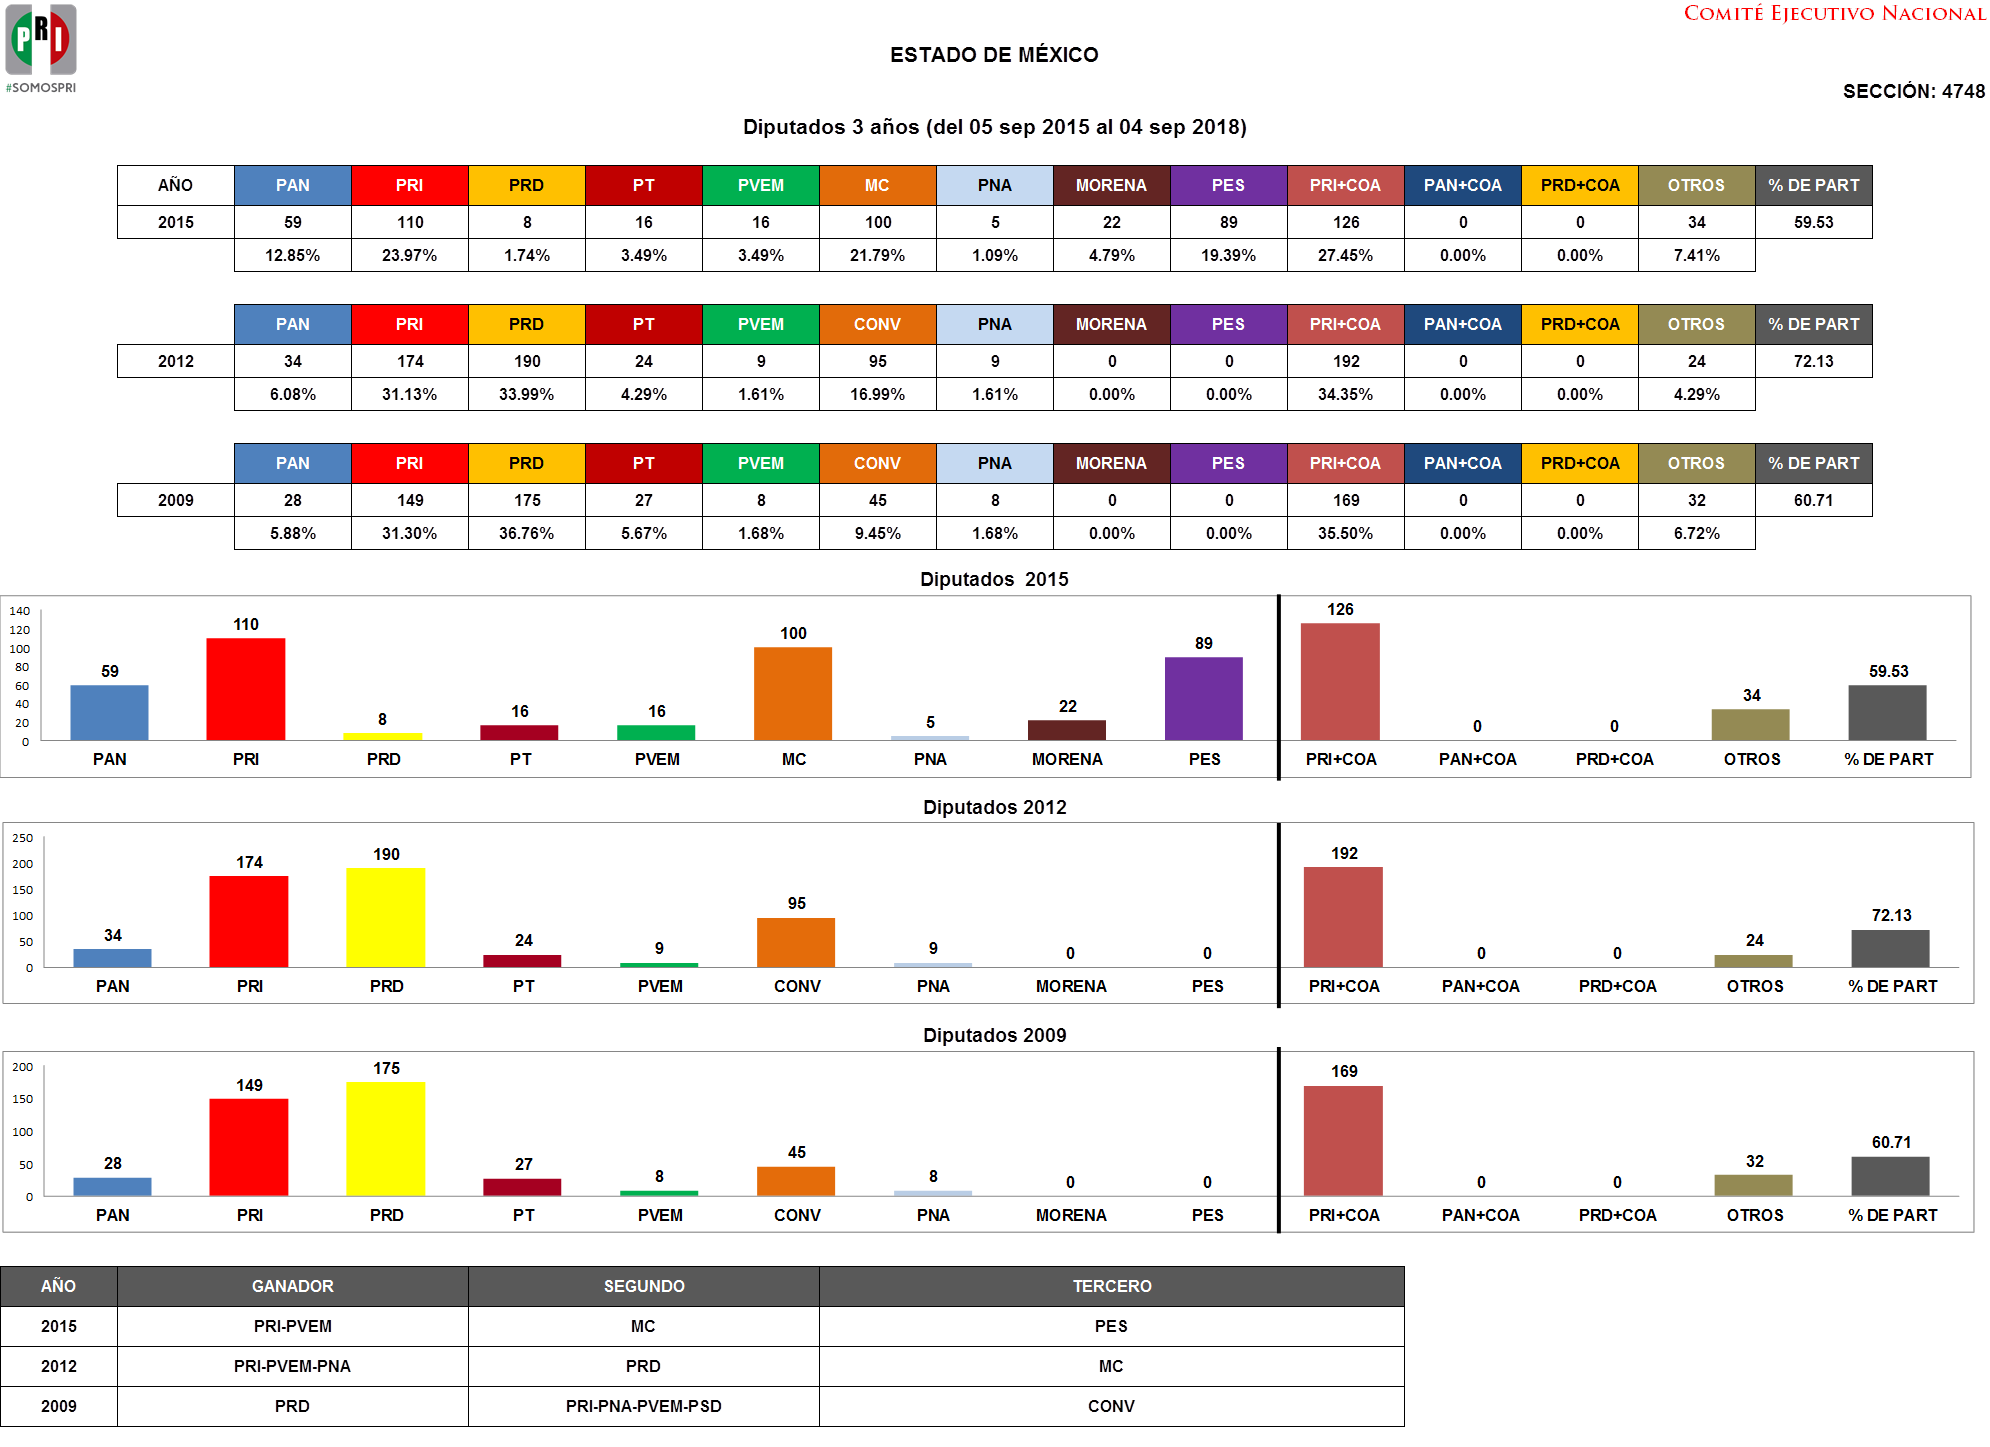 PRI
#SOMOSPRI
COMITÉ EJECUTIVO NACIONAL
ESTADO DE MÉXICO
SECCIÓN: 4748
Diputados 3 años (del 05 sep 2015 al 04 sep 2018)
AÑO PAN PRI PRD PT PVEM MC PNA MORENA PES PRI+COA PAN+COA PRD+COA OTROS % DE PART
2015 59 110 8 16 16 100 5 22 89 126 0 0 34 59.53
12.85% 23.97% 1.74% 3.49% 3.49% 21.79% 1.09% 4.79% 19.39% 27.45% 0.00% 0.00% 7.41%
PAN PRI PRD PT PVEM CONV PNA MORENA PES PRI+COA PAN+COA PRD+COA OTROS % DE PART
2012 34 174 190 24 9 95 9 0 0 192 0 0 24 72.13
6.08% 31.13% 33.99% 4.29% 1.61% 16.99% 1.61% 0.00% 0.00% 34.35% 0.00% 0.00% 4.29%
PAN PRI PRD PT PVEM CONV PNA MORENA PES PRI+COA PAN+COA PRD+COA OTROS % DE PART
2009 28 149 175 27 8 45 8 0 0 169 0 0 32 60.71
5.88% 31.30% 36.76% 5.67% 1.68% 9.45% 1.68% 0.00% 0.00% 35.50% 0.00% 0.00% 6.72%
Diputados 2015
140
120
100
80
60
40
20
0
59 110 8 16 16 100 5 22 89 126 0 0 34 59.53
PAN PRI PRD PT PVEM MC PNA MORENA PES PRI+COA PAN+COA PRD+COA OTROS % DE PART
Diputados 2012
250
200
150
100
50
0
34 174 190 24 9 95 9 0 0 192 0 0 24 72.13
PAN PRI PRD PT PVEM CONV PNA MORENA PES PRI+COA PAN+COA PRD+COA OTROS % DE PART
Diputados 2009
200
150
100
50
0
28 149 175 27 8 45 8 0 0 169 0 0 32 60.71
PAN PRI PRD PT PVEM CONV PNA MORENA PES PRI+COA PAN+COA PRD+COA OTROS % DE PART
AÑO GANADOR SEGUNDO TERCERO
2015 PRI-PVEM MC PES
2012 PRI-PVEM-PNA PRD MC
2009 PRD PRI-PNA-PVEM-PSD CONV